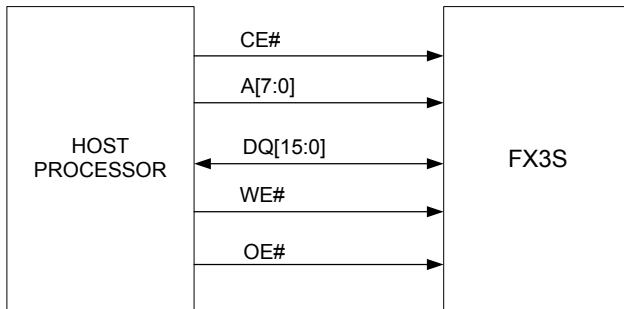 CE#
A[7:0]
HOST
PROCESSOR
DQ[15:0]
FX3S
WE#
OE#